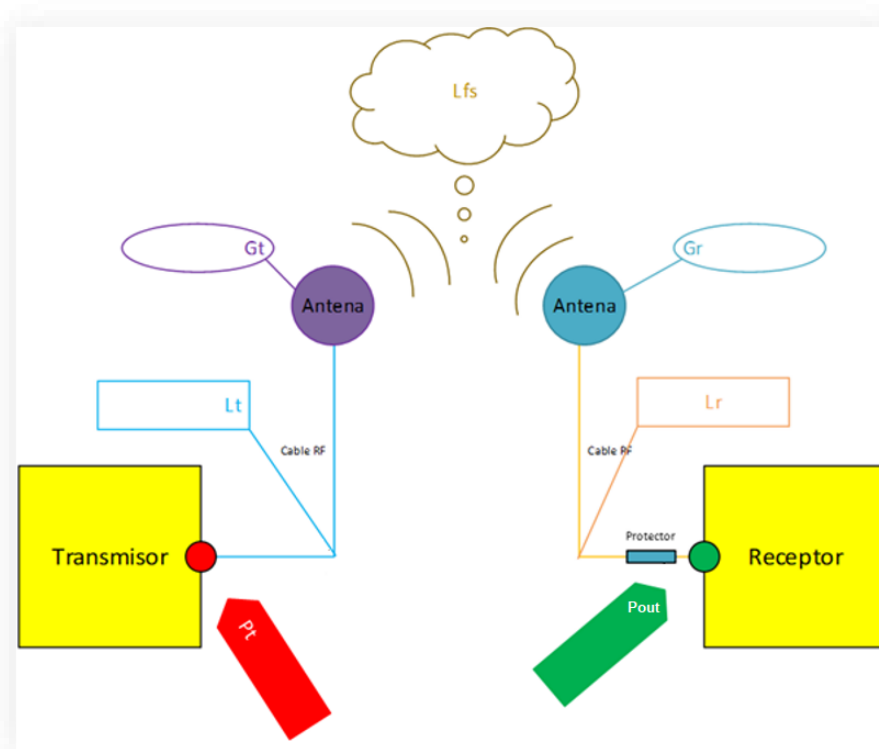 Lfs
Gt
Gr
Antena
Antena
Lt
Lr
Cable RF
Cable RF
Protector
Transmisor
Receptor
Pt
Pout